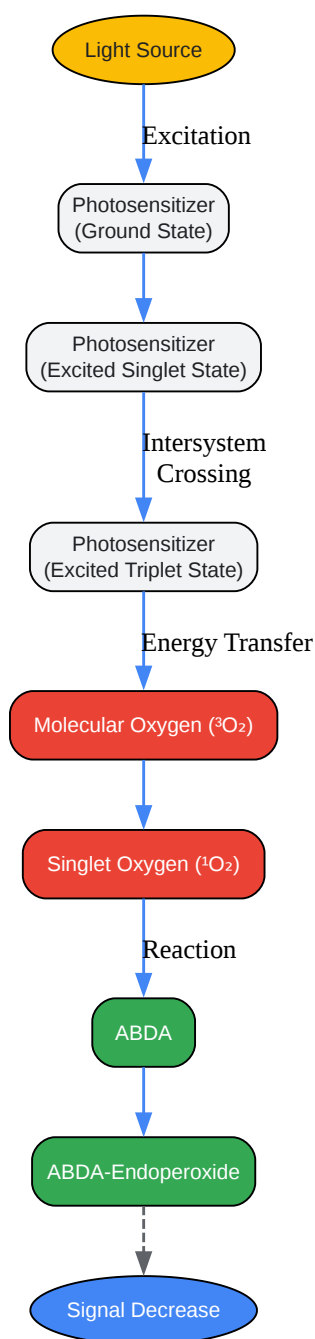 Light Source
Excitation
Photosensitizer
(Ground State)
Photosensitizer
(Excited Singlet State)
Intersystem
Crossing
Photosensitizer
(Excited Triplet State)
Energy Transfer
Molecular Oxygen (³O₂)
Singlet Oxygen (¹O₂)
Reaction
ABDA
ABDA-Endoperoxide
Signal Decrease